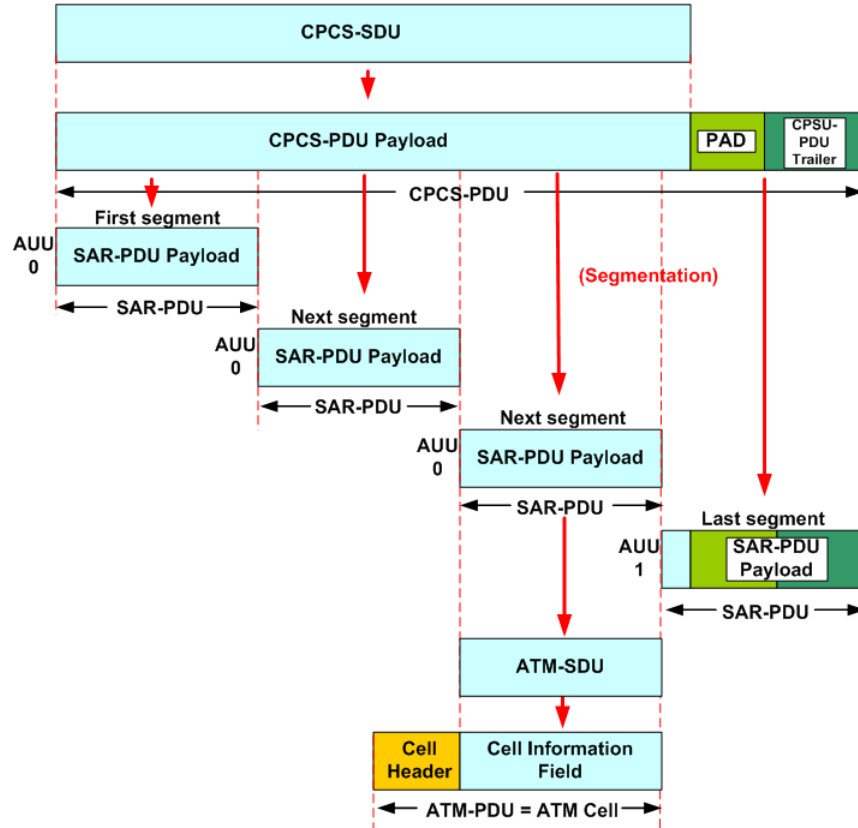 CPCS-SDU
CPCS-PDU Payload
PAD
CPSU-
PDU
Trailer
CPCS-PDU
First segment
AUU
0
SAR-PDU Payload
SAR-PDU
(Segmentation)
Next segment
AUU
0
SAR-PDU Payload
SAR-PDU
Next segment
AUU
0
SAR-PDU Payload
SAR-PDU
Last segment
AUU
1
SAR-PDU
Payload
SAR-PDU
ATM-SDU
Cell
Header
Cell Information
Field
ATM-PDU = ATM Cell